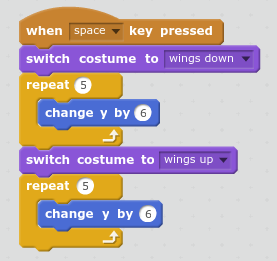 when space key pressed
switch costume to wings down
repeat 5
change y by 6
switch costume to wings up
repeat 5
change y by 6